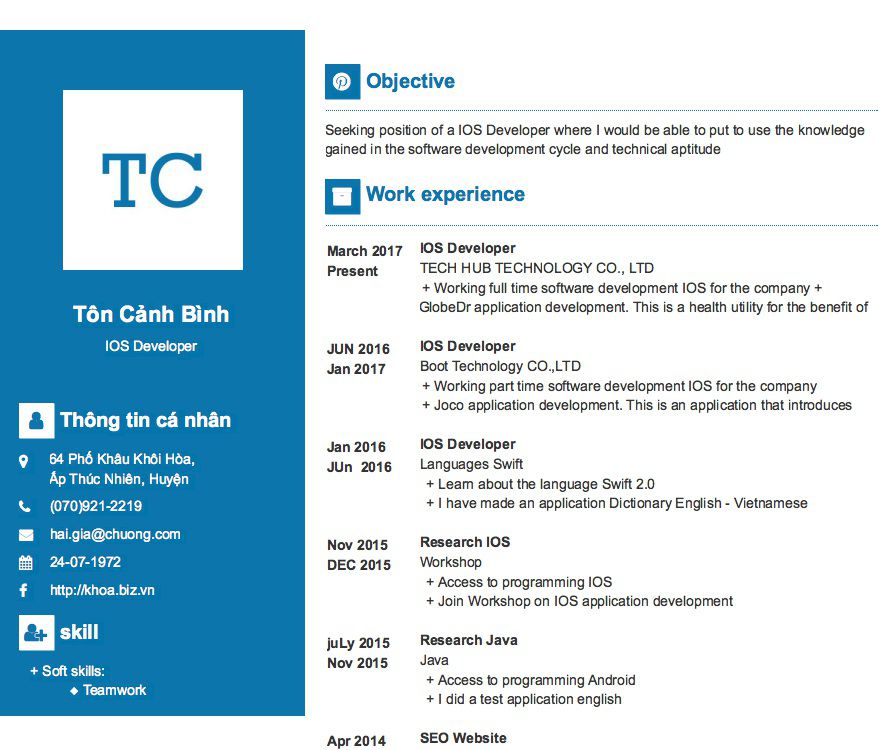 TC
Tôn Cảnh Bình
IOS Developer
Thông tin cá nhân
64 Phố Khâu Khôi Hòa,
Ấp Thúc Nhiên, Huyện
(070)921-2219
hai.gia@chuong.com
24-07-1972
http://khoa.biz.vn
skill
+ Soft skills:
◆ Teamwork
Objective
Seeking position of a IOS Developer where I would be able to put to use the knowledge
gained in the software development cycle and technical aptitude
Work experience
March 2017
Present
IOS Developer
TECH HUB TECHNOLOGY CO., LTD
+ Working full time software development IOS for the company +
GlobeDr application development. This is a health utility for the benefit of
JUN 2016
Jan 2017
IOS Developer
Boot Technology CO.,LTD
+ Working part time software development IOS for the company
+ Joco application development. This is an application that introduces
Jan 2016
JUn 2016
IOS Developer
Languages Swift
+ Learn about the language Swift 2.0
+ I have made an application Dictionary English - Vietnamese
Nov 2015
DEC 2015
Research IOS
Workshop
+ Access to programming IOS
+ Join Workshop on IOS application development
juLy 2015
Nov 2015
Research Java
Java
+ Access to programming Android
+ I did a test application english
Apr 2014
SEO Website